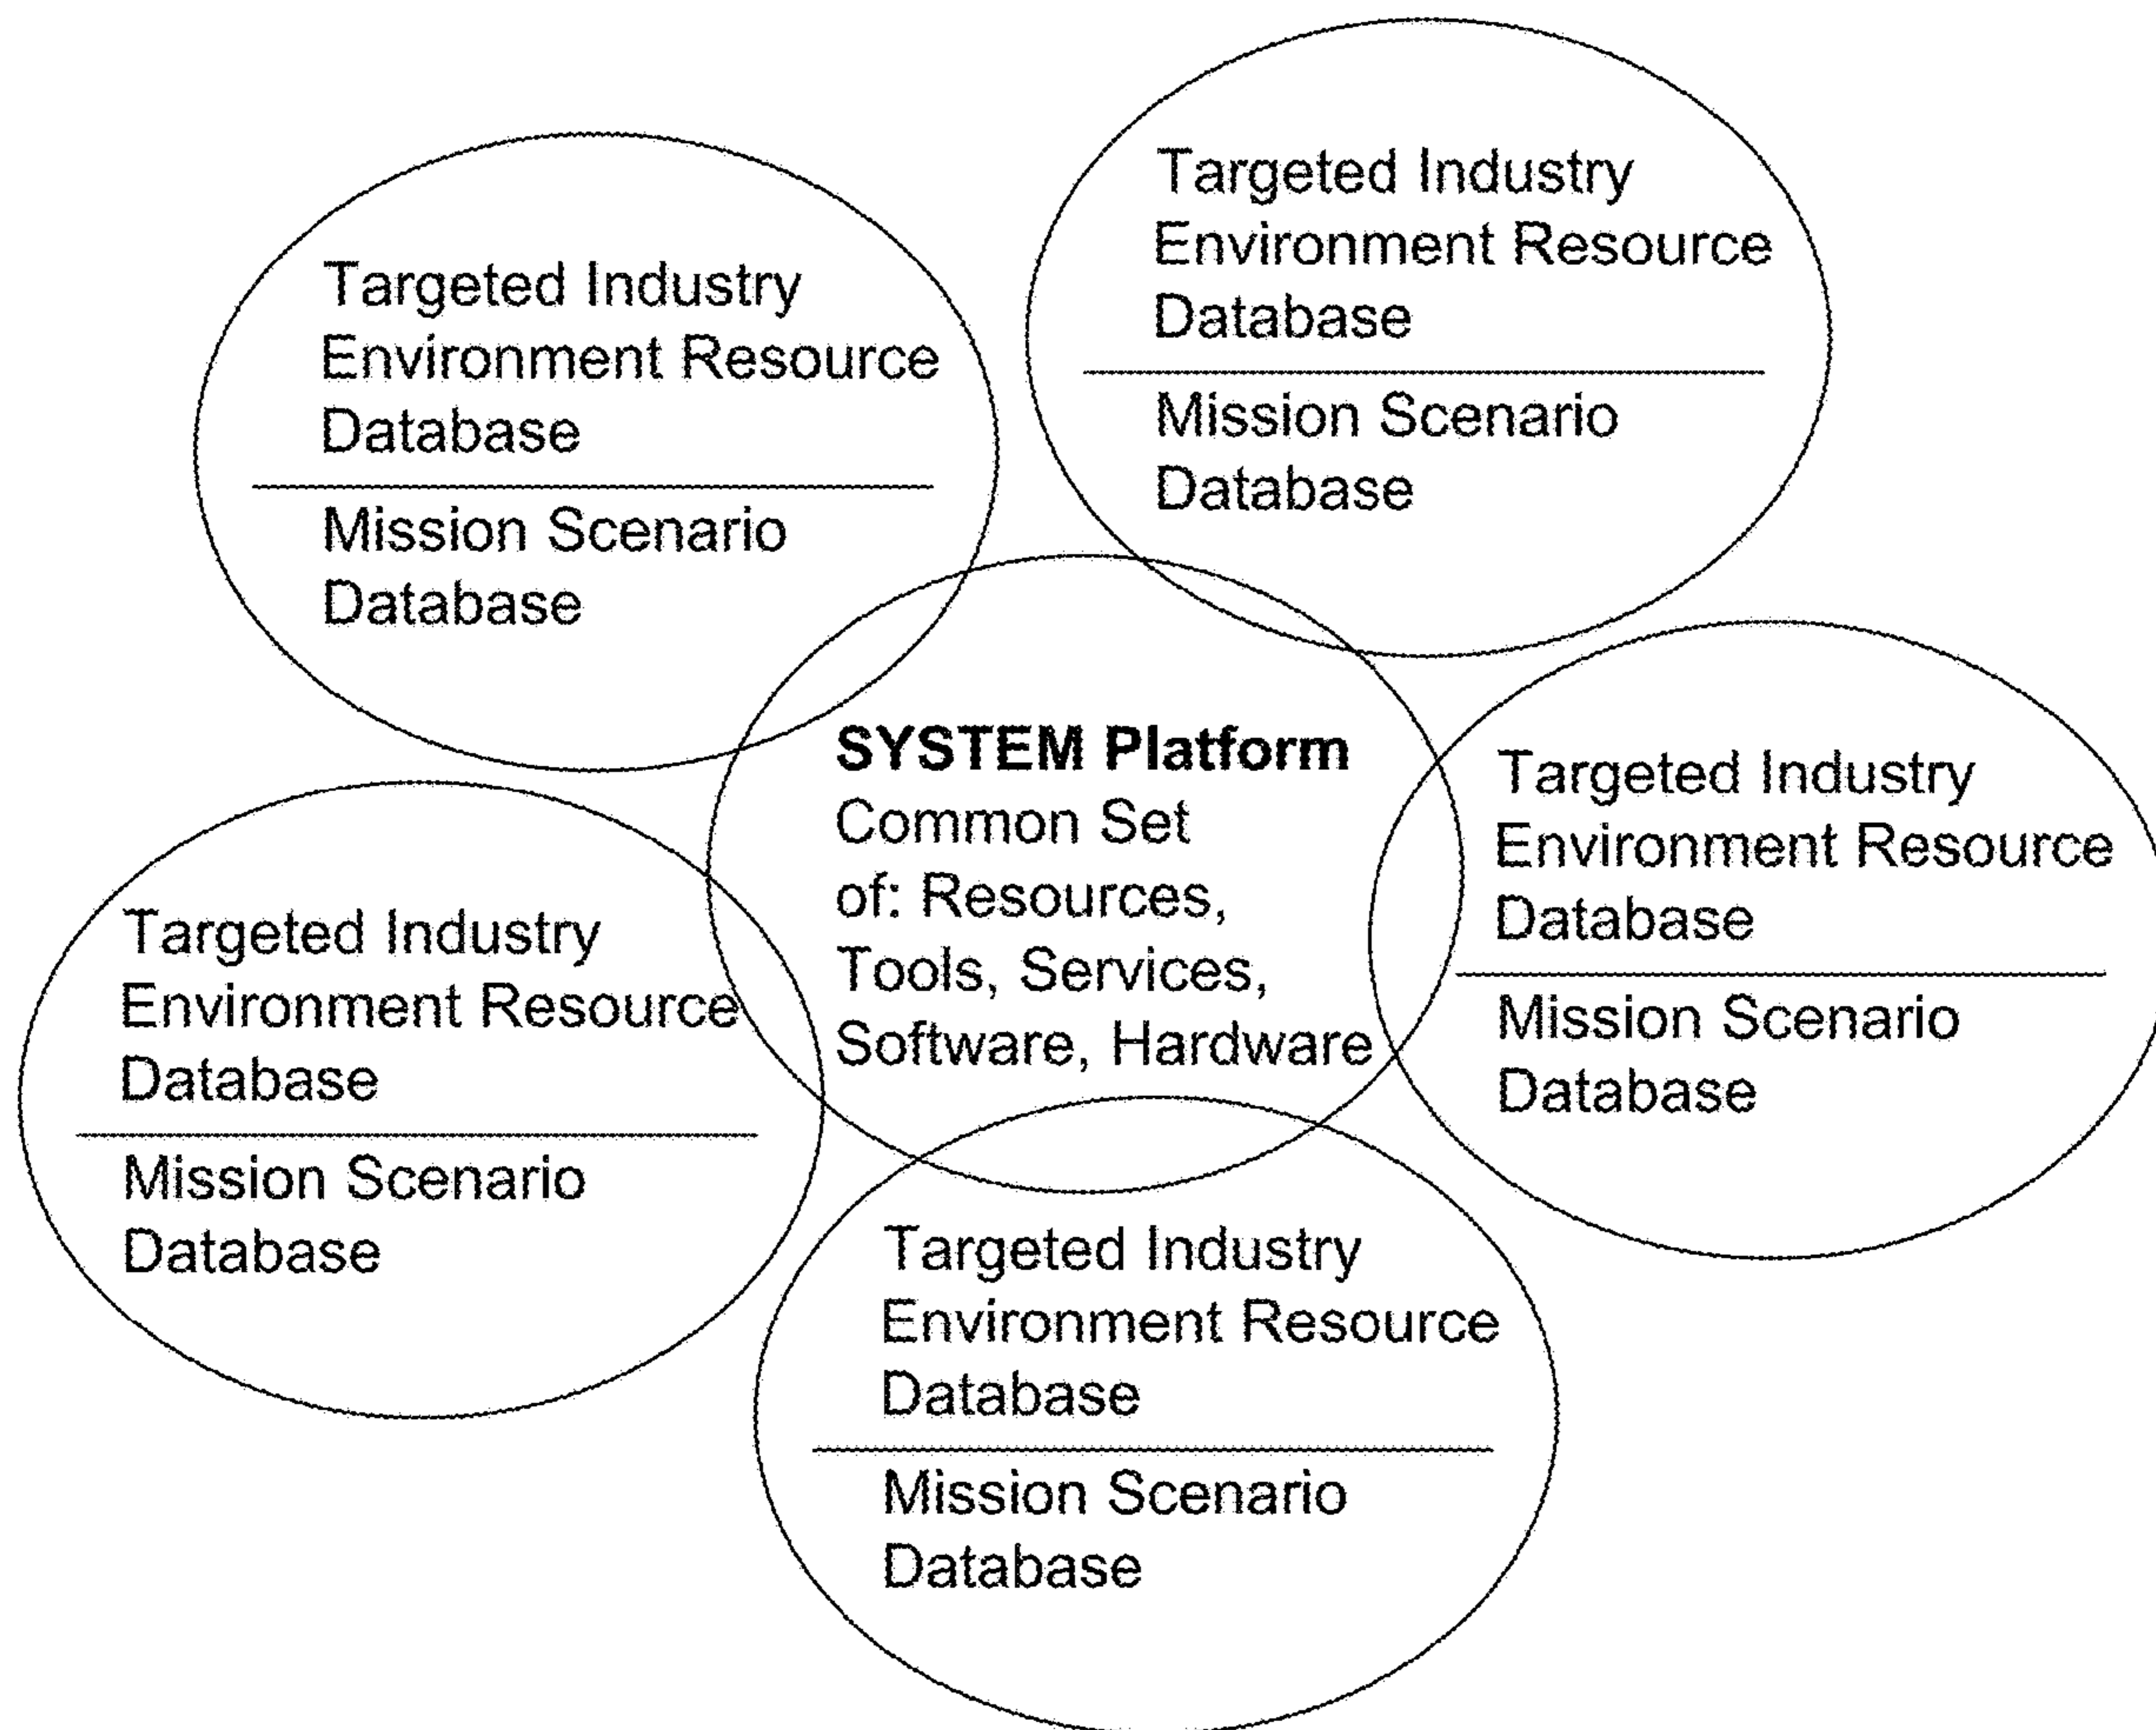 Targeted Industry
Environment Resource
Database
Mission Scenario
Database
Targeted Industry
Environment Resource
Database
Mission Scenario
Database
SYSTEM Platform
Common Set
of: Resources,
Tools, Services,
Software, Hardware
Targeted Industry
Environment Resource
Database
Mission Scenario
Database
Targeted Industry
Environment Resource
Database
Mission Scenario
Database
Targeted Industry
Environment Resource
Database
Mission Scenario
Database